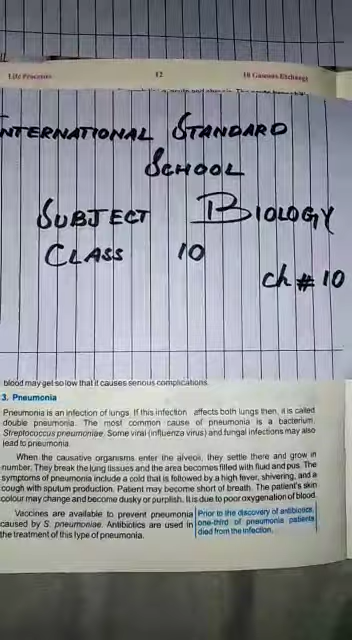 Life Processes 12 10 Gaseous Exchange
INTERNATIONAL STANDARD
SCHOOL
SUBJECT BIOLOGY
CLASS 10
ch # 10
blood may get so low that it causes serious complications.
3. Pneumonia
Pneumonia is an infection of lungs. If this infection affects both lungs then, it is called
double pneumonia. The most common cause of pneumonia is a bacterium,
Streptococcus pneumoniae. Some viral (influenza virus) and fungal infections may also
lead to pneumonia.
When the causative organisms enter the alveoli, they settle there and grow in
number. They break the lung tissues and the area becomes filled with fluid and pus. The
symptoms of pneumonia include a cold that is followed by a high fever, shivering, and a
cough with sputum production. Patient may become short of breath. The patient's skin
colour may change and become dusky or purplish. It is due to poor oxygenation of blood.
Vaccines are available to prevent pneumonia
caused by S. pneumoniae. Antibiotics are used in
the treatment of this type of pneumonia.
Prior to the discovery of antibiotics,
one-third of pneumonia patients
died from the infection.